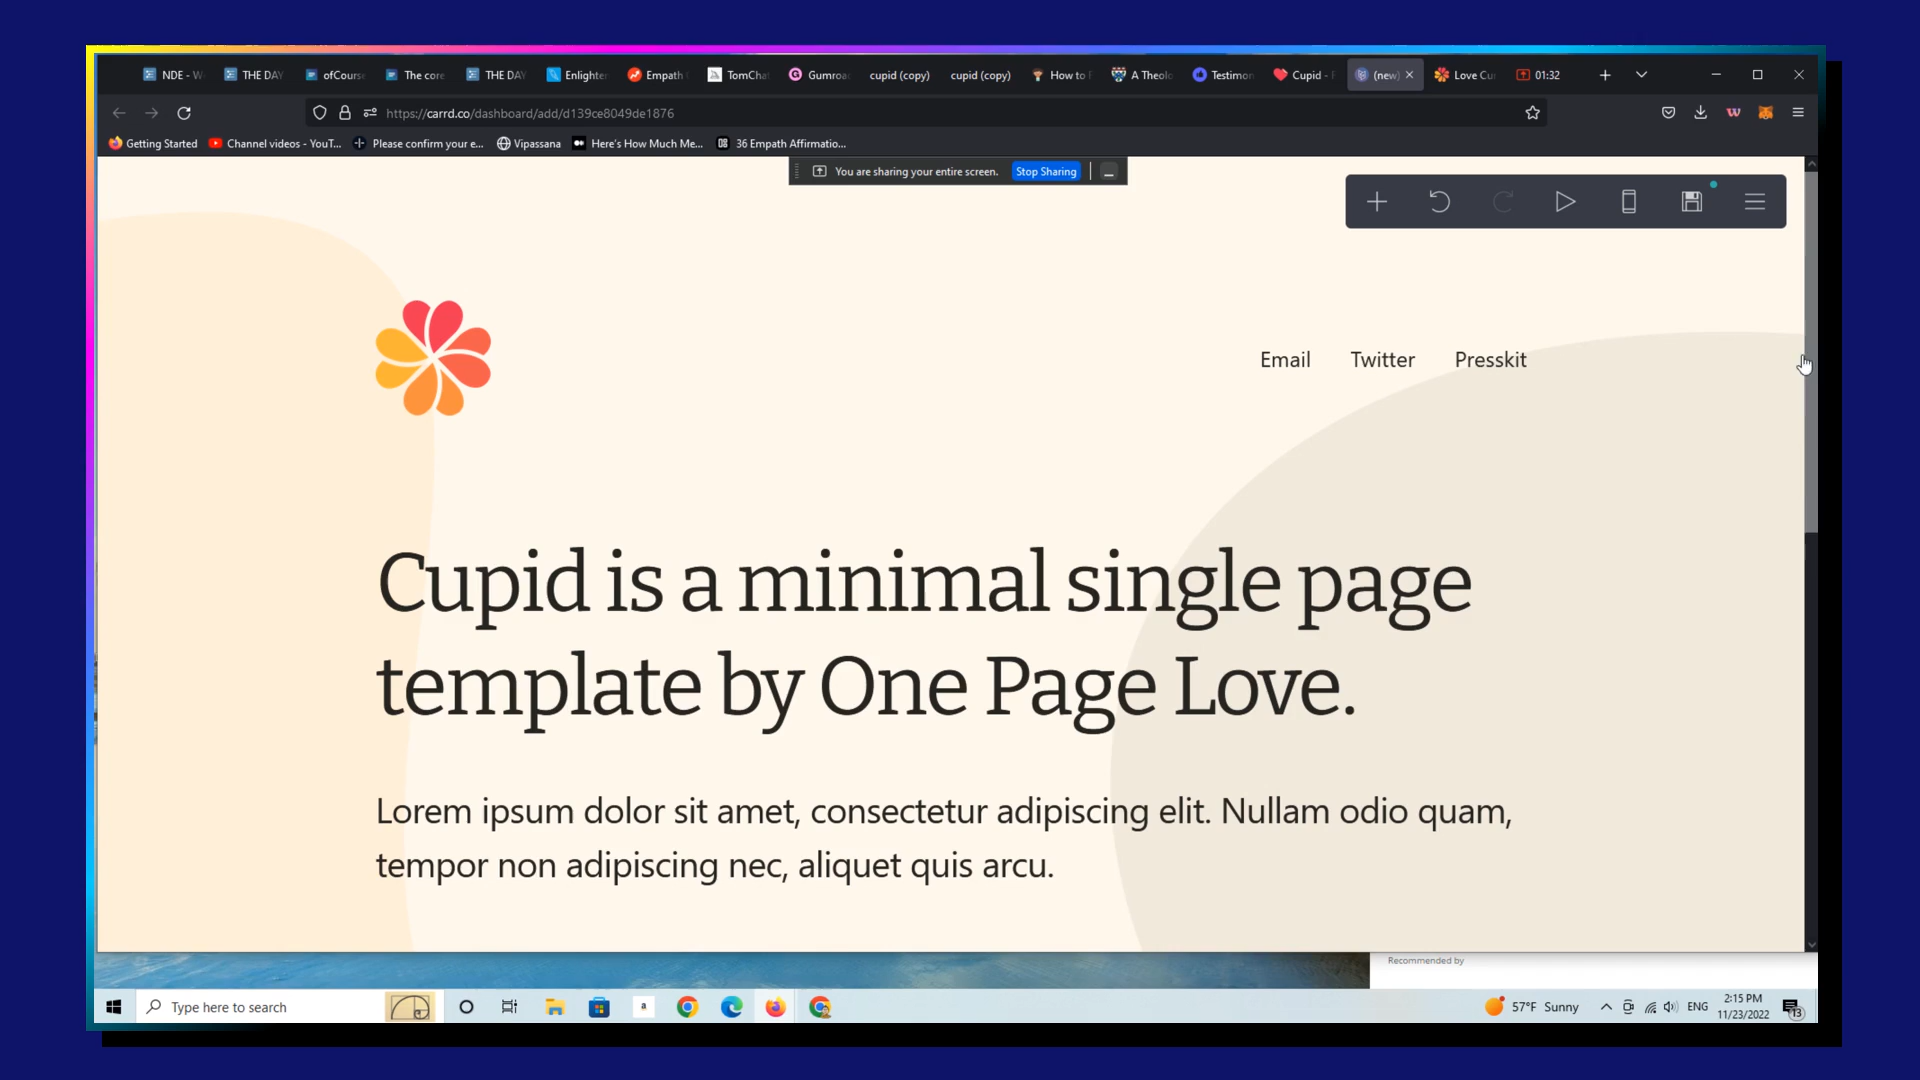 NDE - W
THE DAY
ofCours
The core
THE DAY
Enlighten
Empath
TomChat
Gumroa
cupid (copy)
cupid (copy)
How to
A Theolo
Testimon
Cupid -
(new)
Love Cu
01:32
https://carrd.co/dashboard/add/d139ce8049de1876
Getting Started
Channel videos - YouT...
Please confirm your e...
Vipassana
Here's How Much Me...
36 Empath Affirmatio...
You are sharing your entire screen.
Stop Sharing
Email
Twitter
Presskit
Cupid is a minimal single page
template by One Page Love.
Lorem ipsum dolor sit amet, consectetur adipiscing elit. Nullam odio quam,
tempor non adipiscing nec, aliquet quis arcu.
Recommended by
Type here to search
57°F Sunny
ENG
2:15 PM
11/23/2022
13